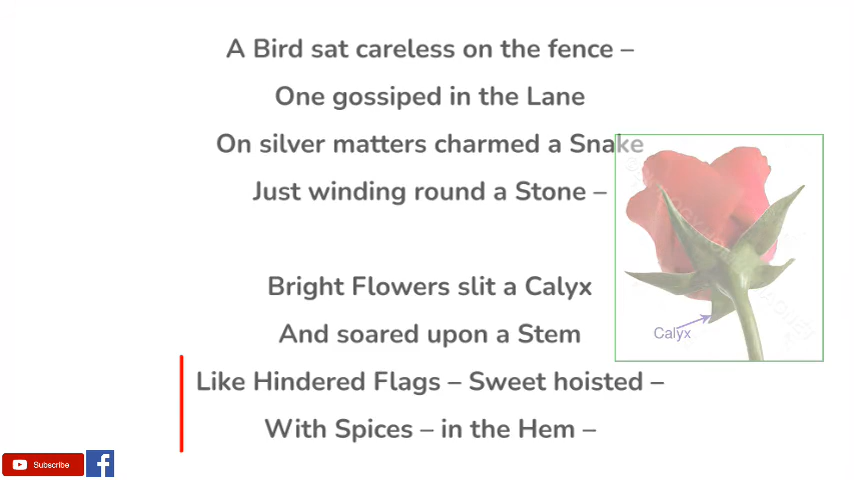 A Bird sat careless on the fence –
One gossiped in the Lane
On silver matters charmed a Snake
Just winding round a Stone –
Bright Flowers slit a Calyx
And soared upon a Stem
Like Hindered Flags – Sweet hoisted –
With Spices – in the Hem –
Calyx
Subscribe